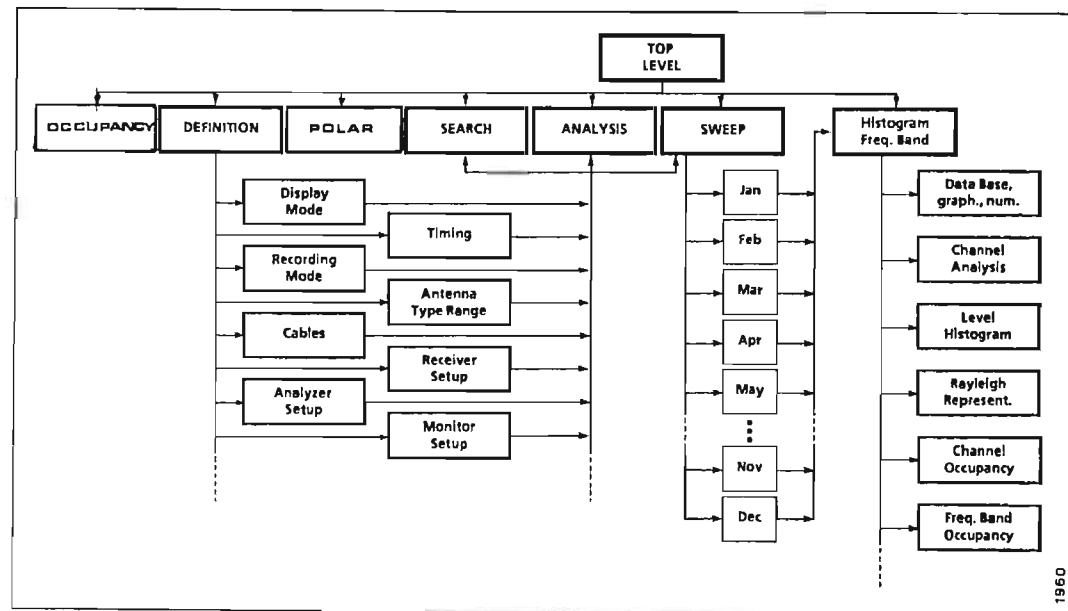 TOP
LEVEL
OCCUPANCY
DEFINITION
POLAR
SEARCH
ANALYSIS
SWEEP
Histogram
Freq. Band
Display
Mode
Timing
Recording
Mode
Antenna
Type Range
Cables
Receiver
Setup
Analyzer
Setup
Monitor
Setup
Jan
Feb
Mar
Apr
May
Nov
Dec
Data Base,
graph., num.
Channel
Analysis
Level
Histogram
Rayleigh
Represent.
Channel
Occupancy
Freq. Band
Occupancy
1960